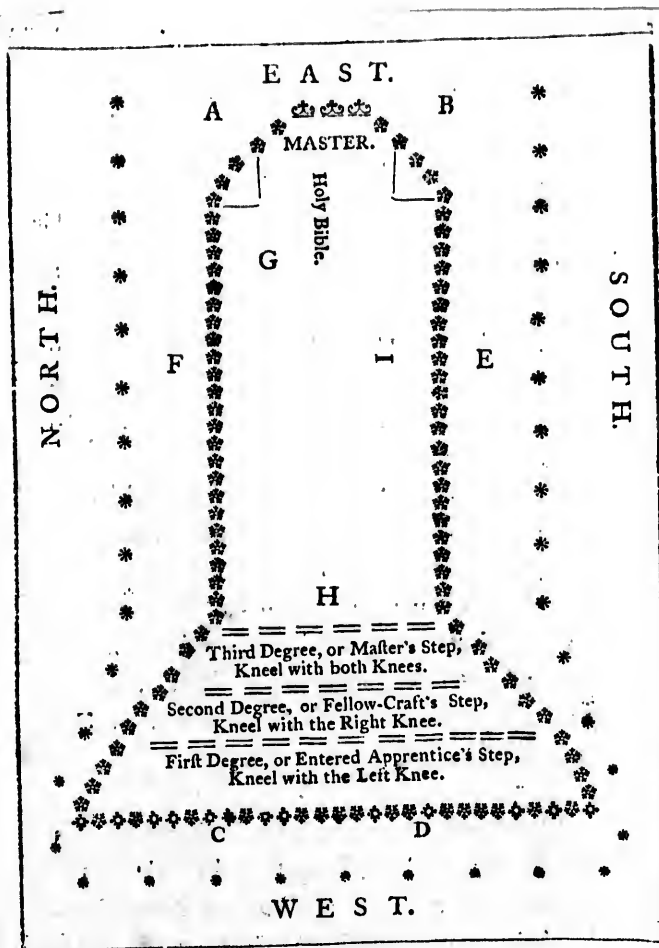 EAST.
A
B
MASTER.
Holy Bible.
G
NORTH.
SOUTH.
F
I
E
H
Third Degree, or Maſter's Step,
Kneel with both Knees.
Second Degree, or Fellow-Craft's Step,
Kneel with the Right Knee.
Firſt Degree, or Entered Apprentice's Step,
Kneel with the Left Knee.
C
D
WEST.